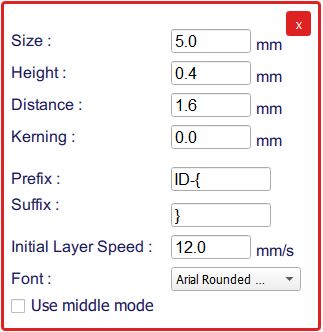 x
Size : 5.0 mm
Height : 0.4 mm
Distance : 1.6 mm
Kerning : 0.0 mm
Prefix : ID-{
Suffix : }
Initial Layer Speed : 12.0 mm/s
Font : Arial Rounded ...
Use middle mode